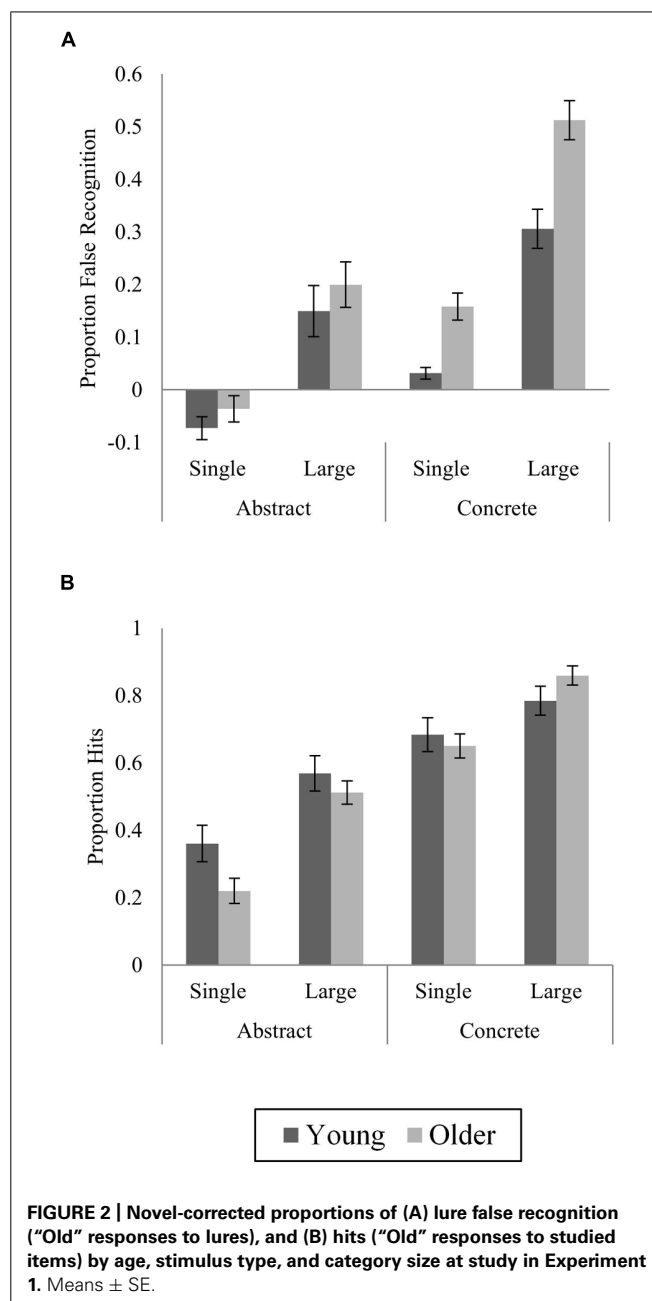 A
Proportion False Recognition
0.6
0.5
0.4
0.3
0.2
0.1
0
-0.1
Single Large Single Large
Abstract Concrete
B
Proportion Hits
1
0.8
0.6
0.4
0.2
0
Single Large Single Large
Abstract Concrete
Young Older
FIGURE 2 | Novel-corrected proportions of (A) lure false recognition
(“Old” responses to lures), and (B) hits (“Old” responses to studied
items) by age, stimulus type, and category size at study in Experiment
1. Means ± SE.